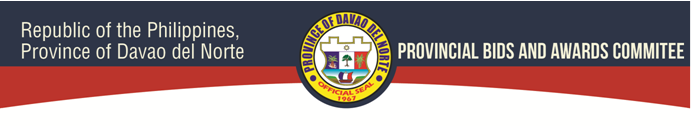 Republic of the Philippines,
Province of Davao del Norte
PROVINCE OF DAVAO DEL NORTE
OFFICIAL SEAL
1967
PROVINCIAL BIDS AND AWARDS COMMITEE